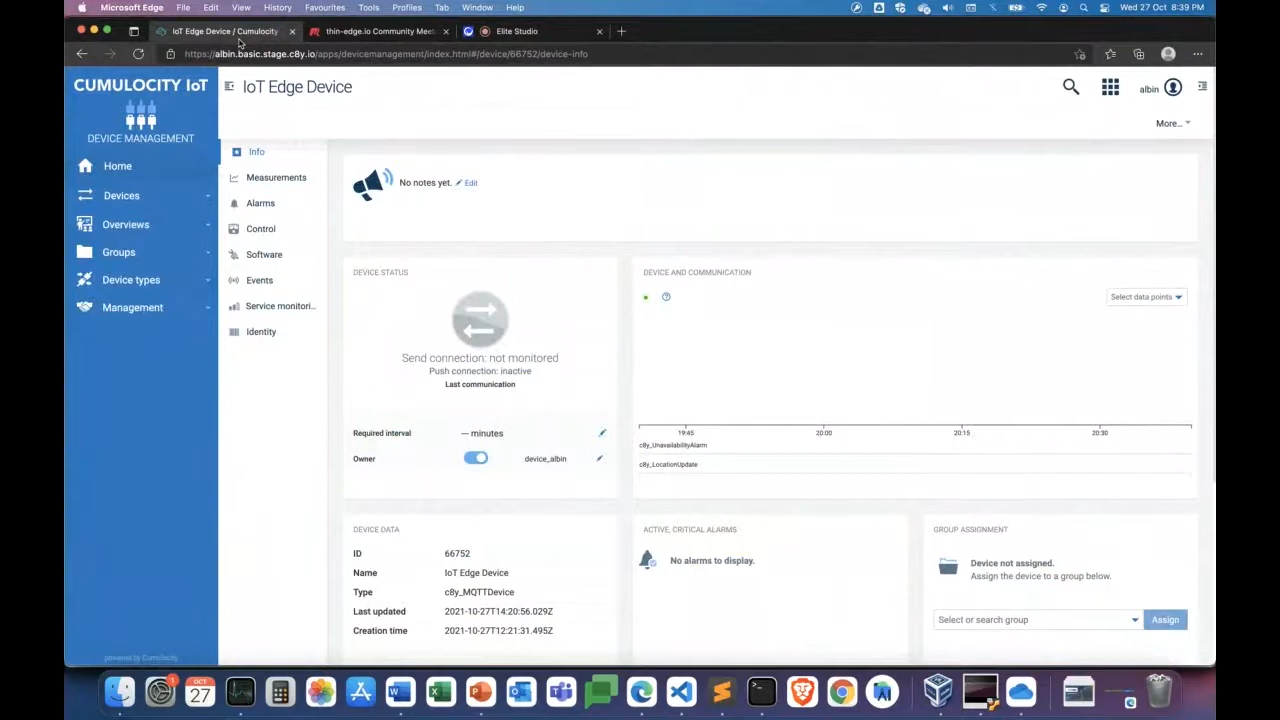 Microsoft Edge File Edit View History Favourites Tools Profiles Tab Window Help Wed 27 Oct 8:39 PM
IoT Edge Device / Cumulocity thin-edge.io Community Meet Elite Studio
https://albin.basic.stage.c8y.io/apps/devicemanagement/index.html#/device/66752/device-info
CUMULOCITY IoT
DEVICE MANAGEMENT
Home
Devices
Overviews
Groups
Device types
Management
powered by Cumulocity
IoT Edge Device
albin
More...
Info
Measurements
Alarms
Control
Software
Events
Service monitori...
Identity
No notes yet. Edit
DEVICE STATUS
Send connection: not monitored
Push connection: inactive
Last communication
Required interval --- minutes
Owner device_albin
DEVICE AND COMMUNICATION
Select data points
19:45 20:00 20:15 20:30
c8y_UnavailabilityAlarm
c8y_LocationUpdate
DEVICE DATA
ID 66752
Name IoT Edge Device
Type c8y_MQTTDevice
Last updated 2021-10-27T14:20:56.029Z
Creation time 2021-10-27T12:21:31.495Z
ACTIVE, CRITICAL ALARMS
No alarms to display.
GROUP ASSIGNMENT
Device not assigned.
Assign the device to a group below.
Select or search group Assign
1
OCT
27